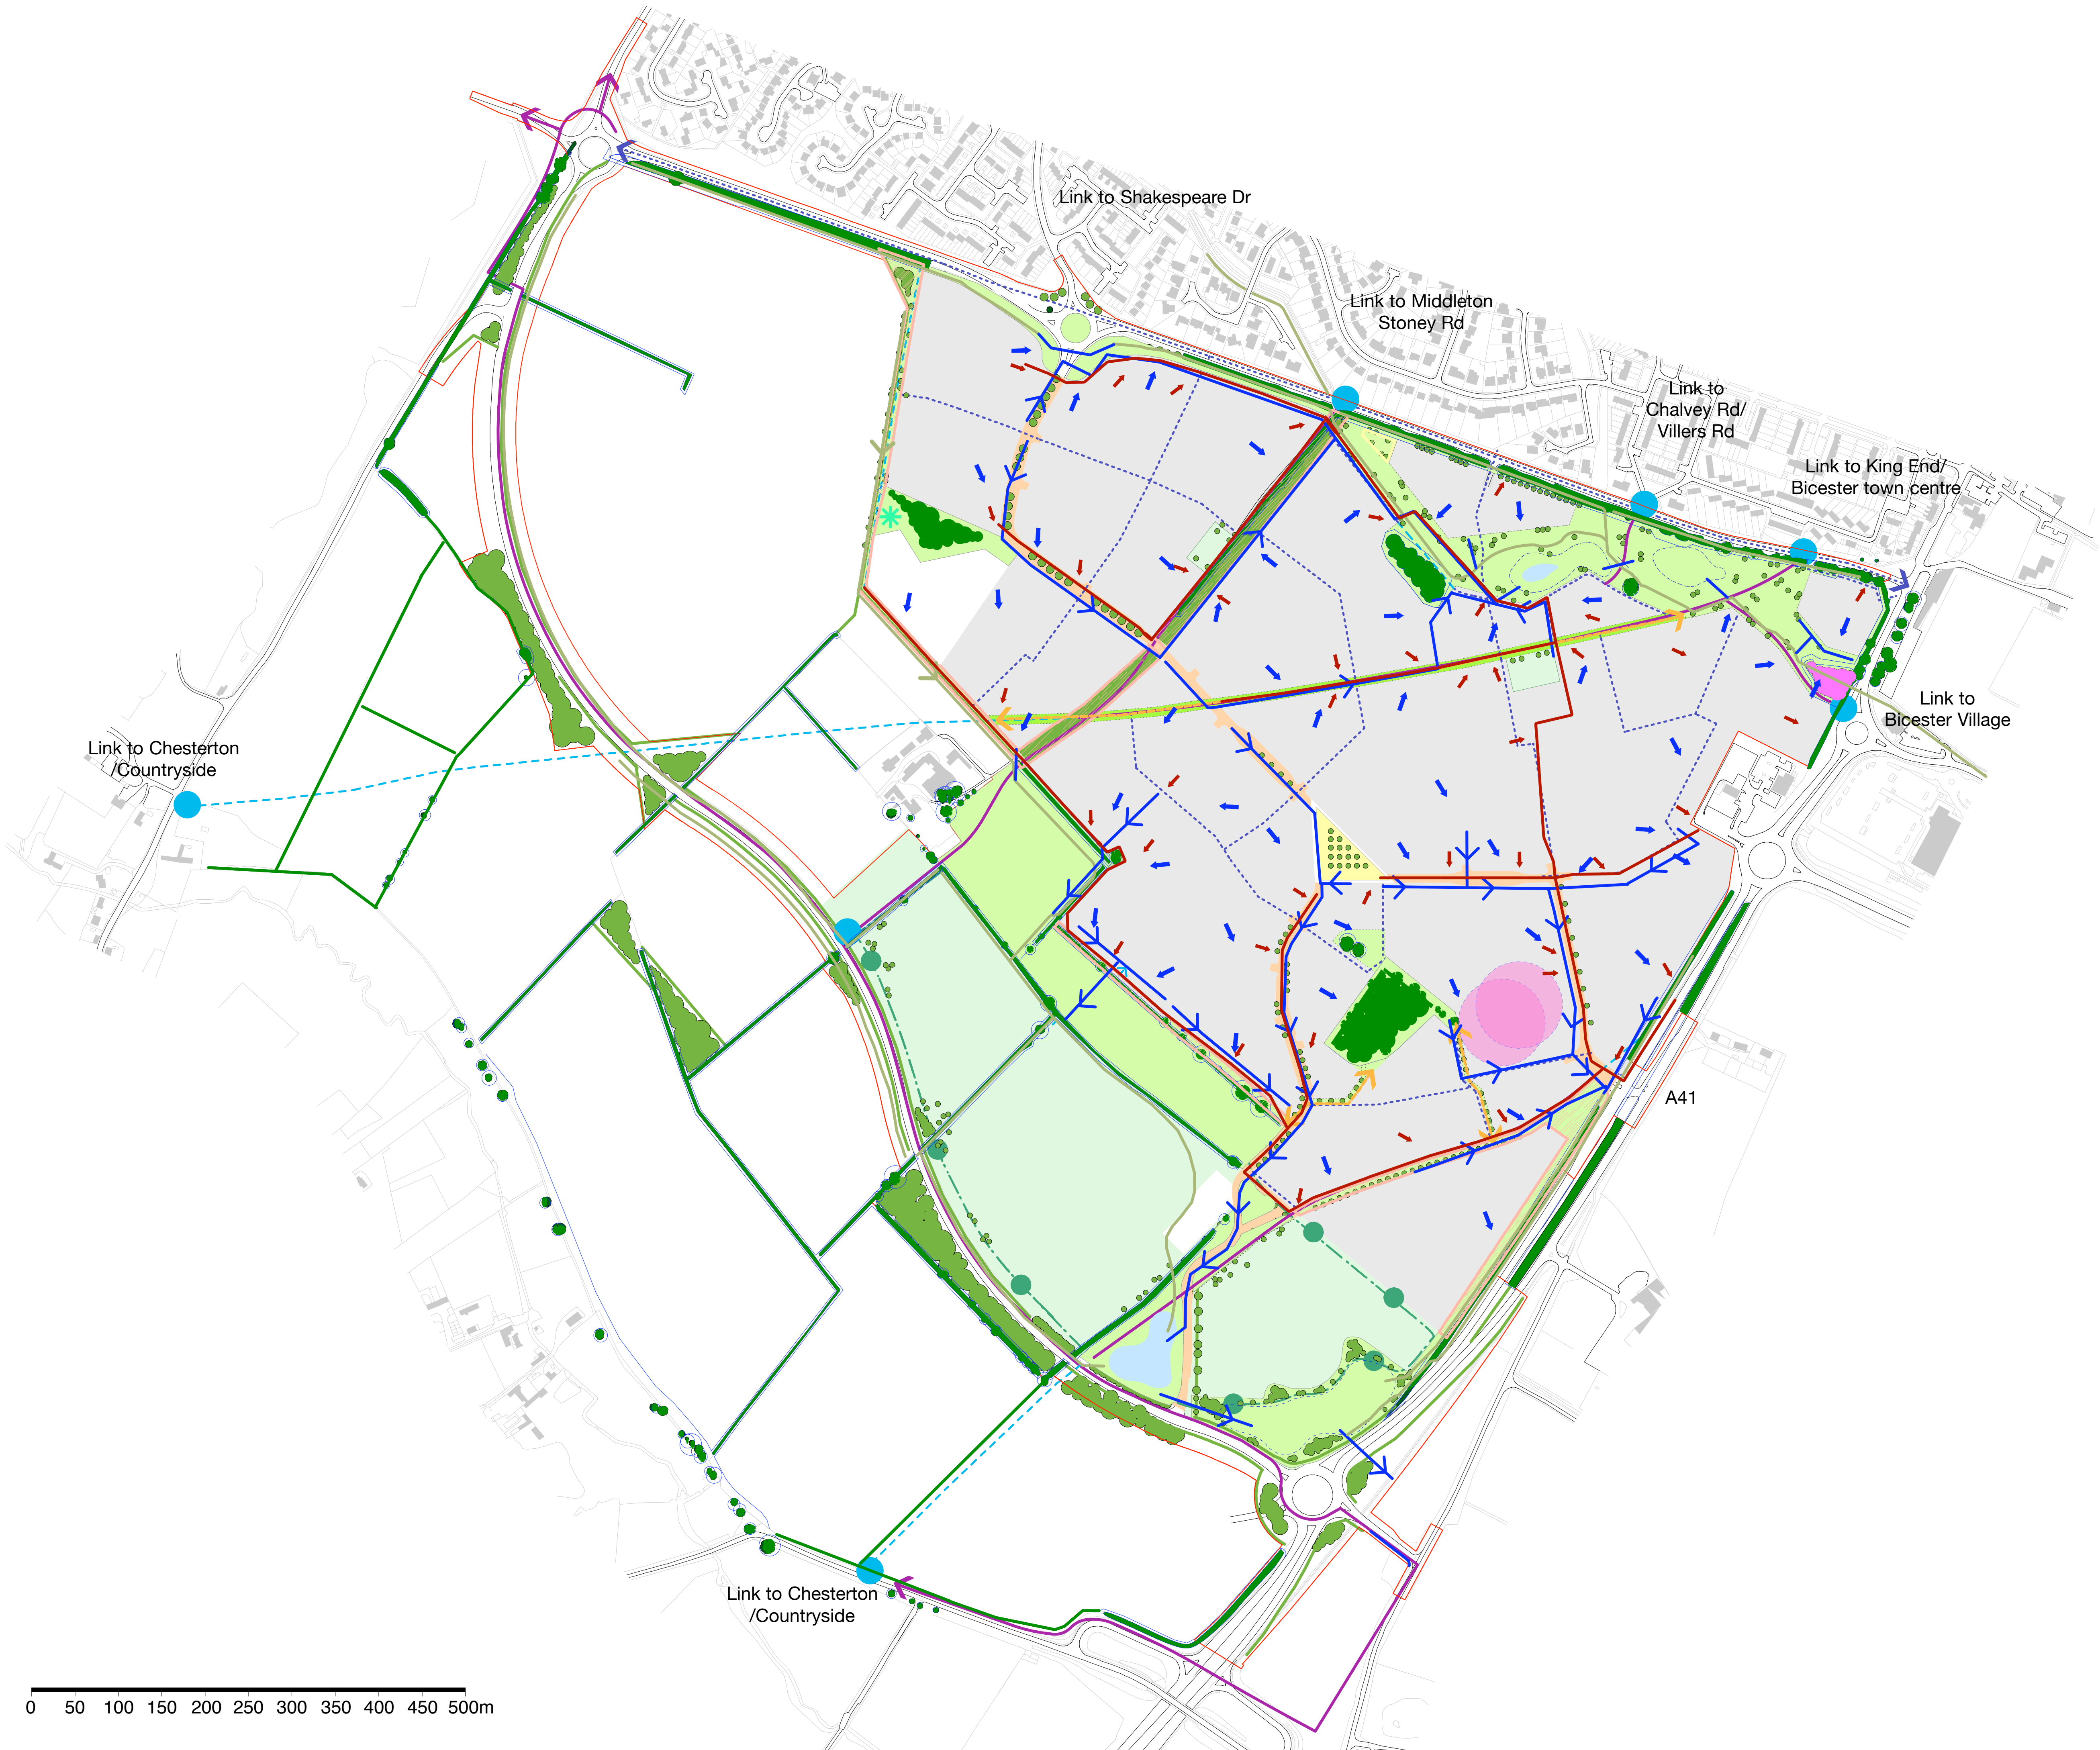 Link to Shakespeare Dr
Link to Middleton
Stoney Rd
Link to
Chalvey Rd/
Villers Rd
Link to King End/
Bicester town centre
Link to
Bicester Village
Link to Chesterton
/Countryside
A41
Link to Chesterton
/Countryside
0 50 100 150 200 250 300 350 400 450 500m